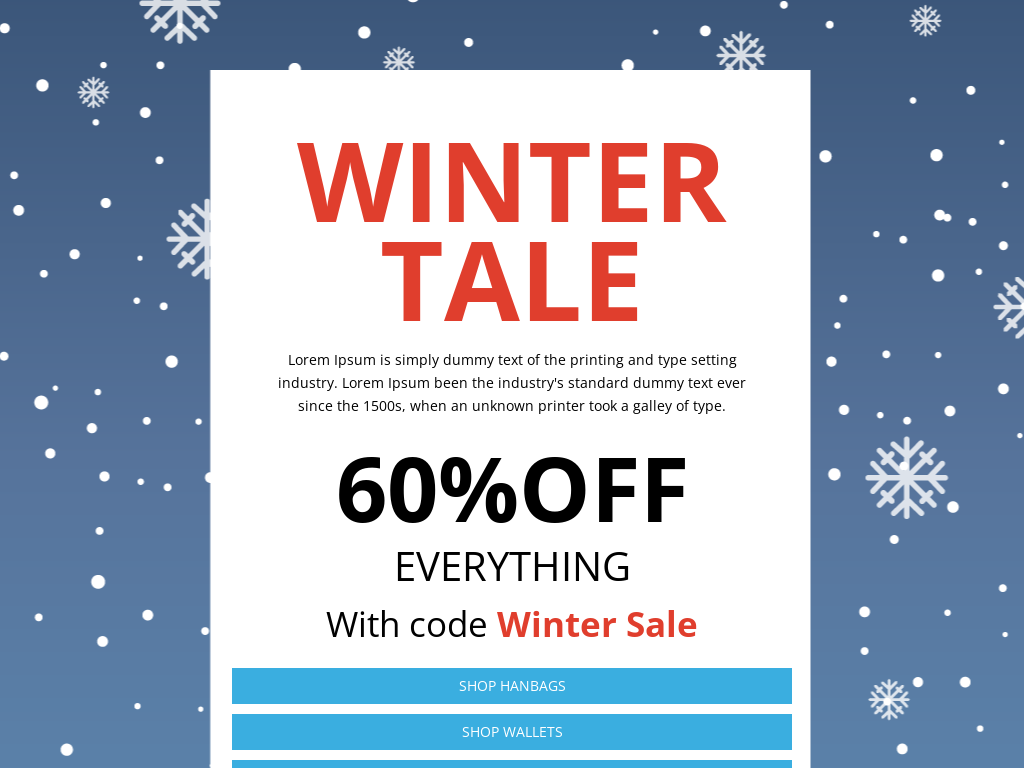 WINTER
TALE
Lorem Ipsum is simply dummy text of the printing and type setting
industry. Lorem Ipsum been the industry's standard dummy text ever
since the 1500s, when an unknown printer took a galley of type.
60%OFF
EVERYTHING
With code Winter Sale
SHOP HANBAGS
SHOP WALLETS